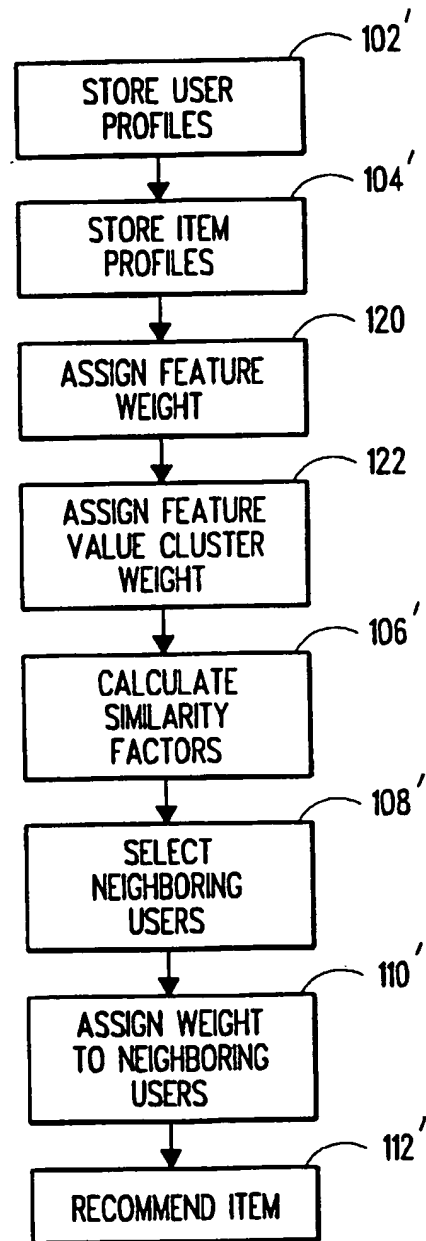 102'
STORE USER
PROFILES
104'
STORE ITEM
PROFILES
120
ASSIGN FEATURE
WEIGHT
122
ASSIGN FEATURE
VALUE CLUSTER
WEIGHT
106'
CALCULATE
SIMILARITY
FACTORS
108'
SELECT
NEIGHBORING
USERS
110'
ASSIGN WEIGHT
TO NEIGHBORING
USERS
112'
RECOMMEND ITEM